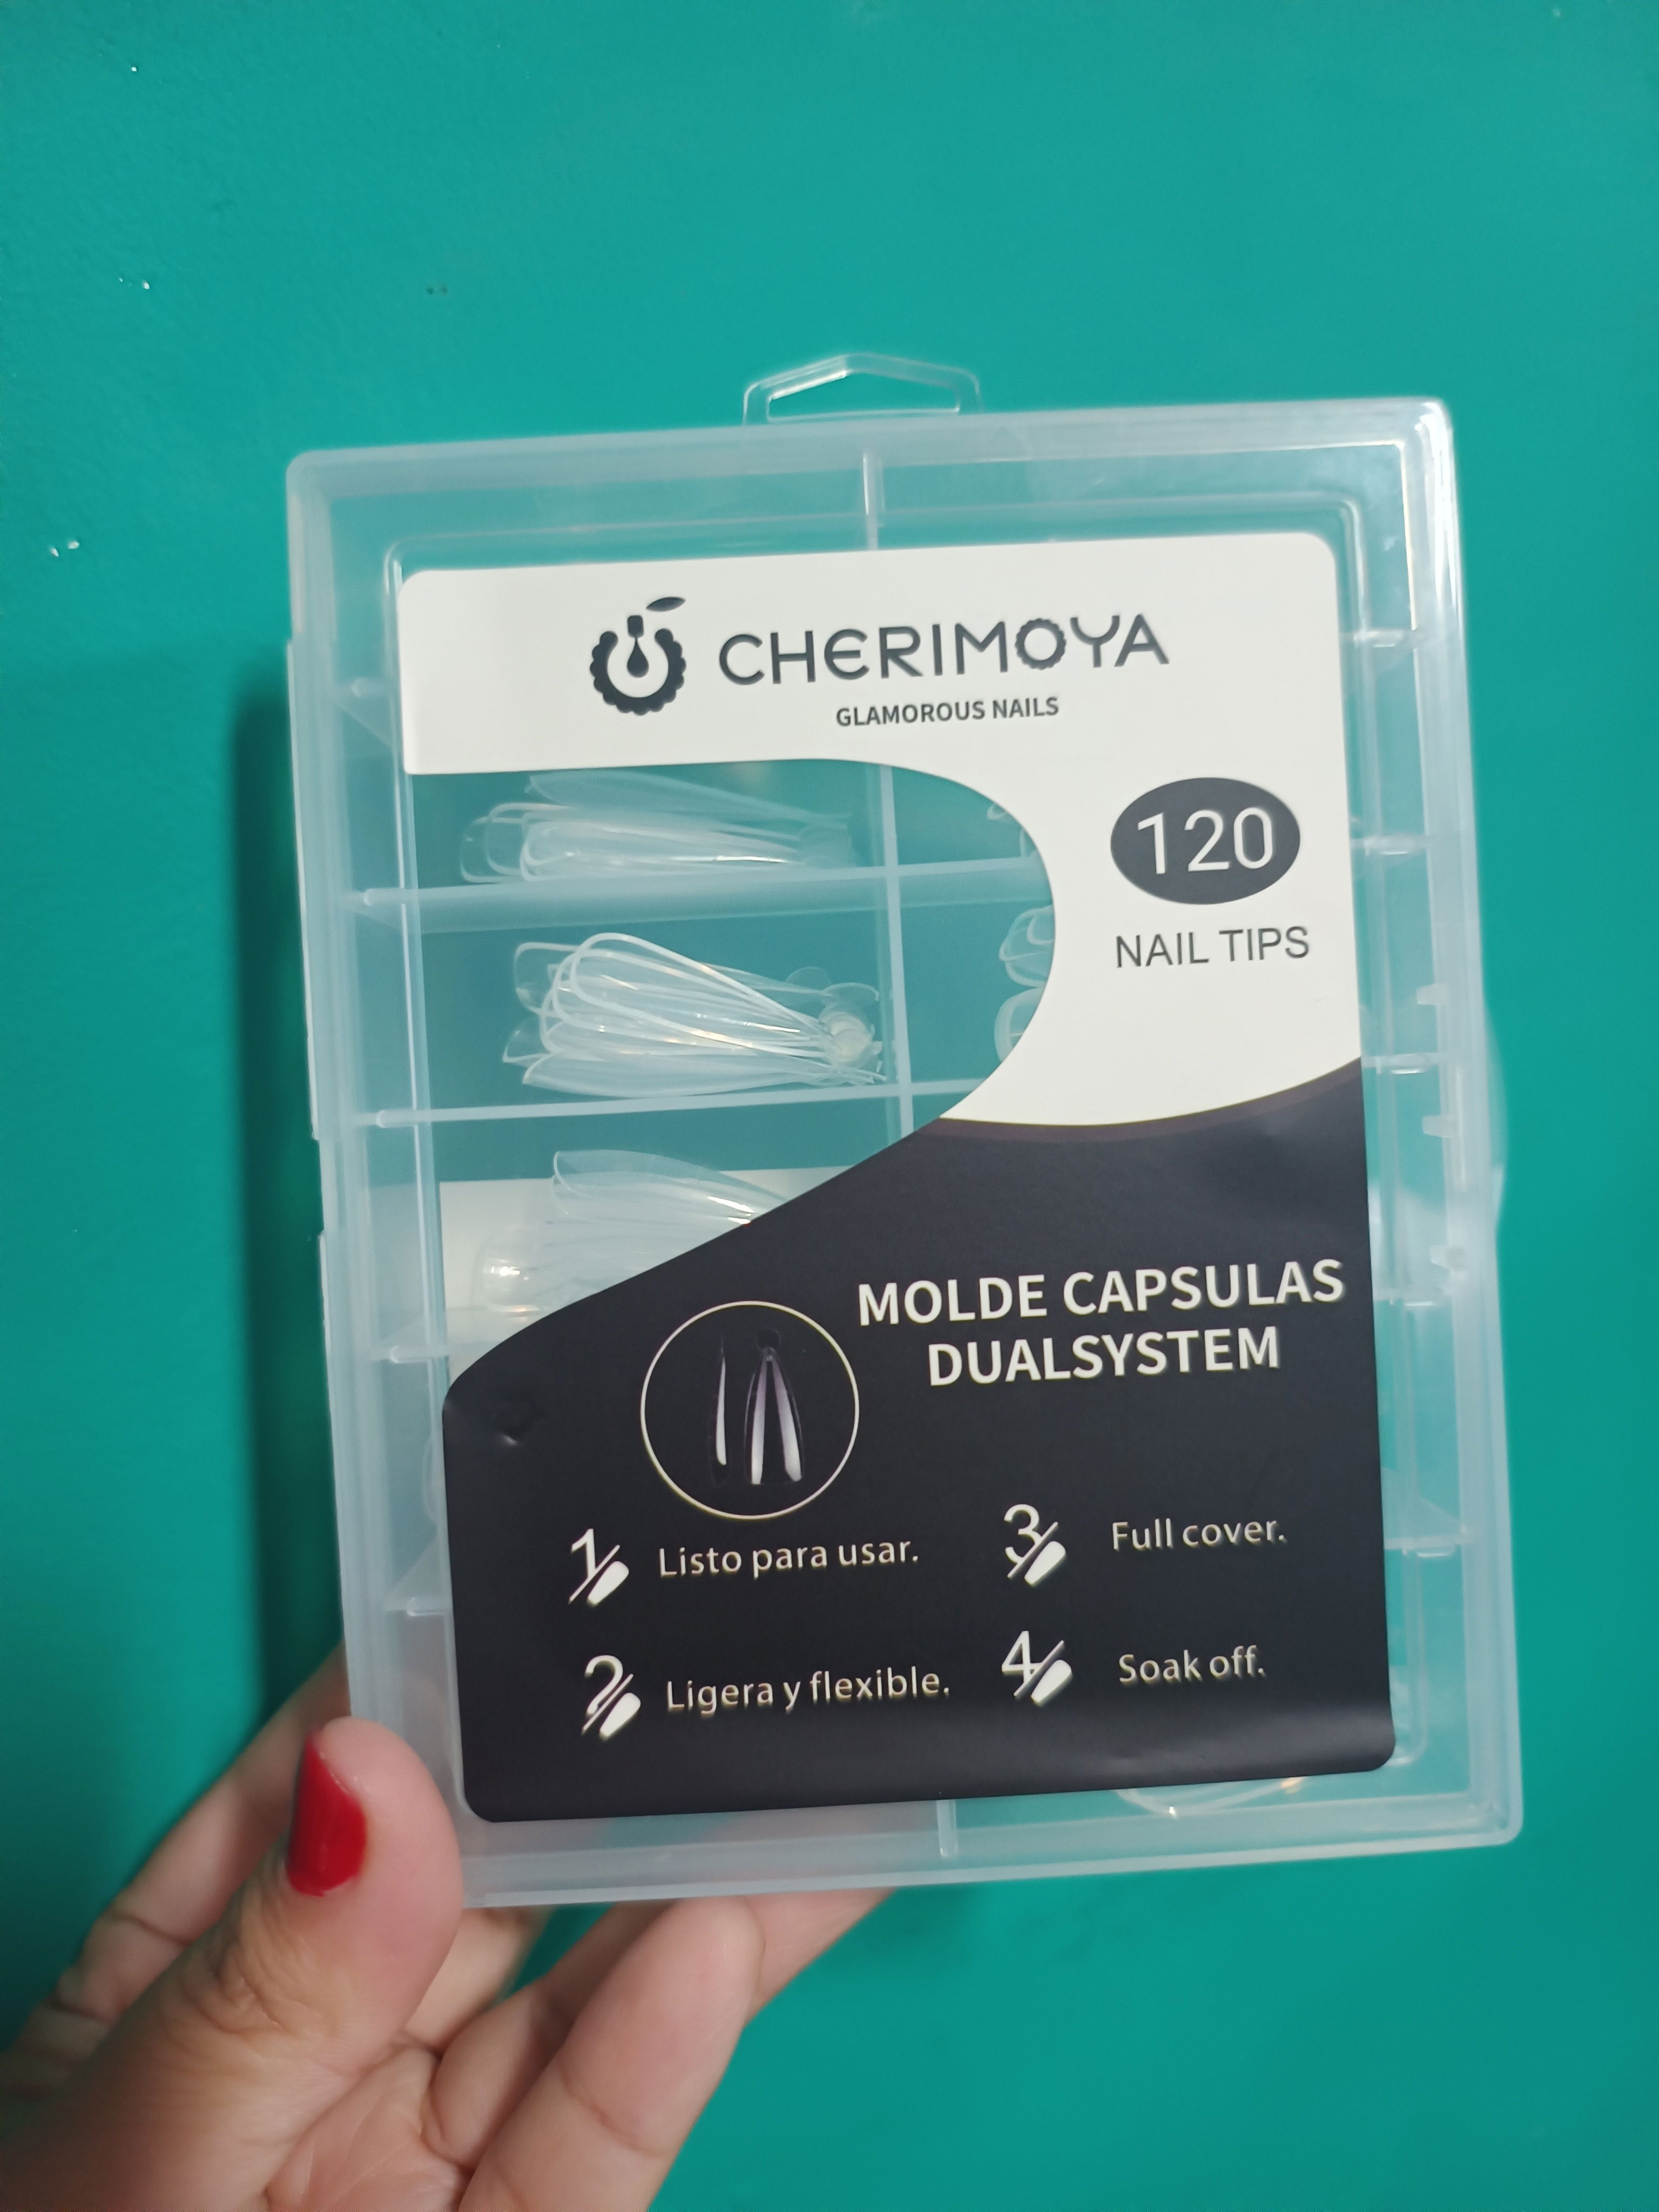 CHERIMOYA
GLAMOROUS NAILS
120
NAIL TIPS
MOLDE CAPSULAS
DUALSYSTEM
1 Listo para usar.
2 Ligera y flexible.
3 Full cover.
4 Soak off.